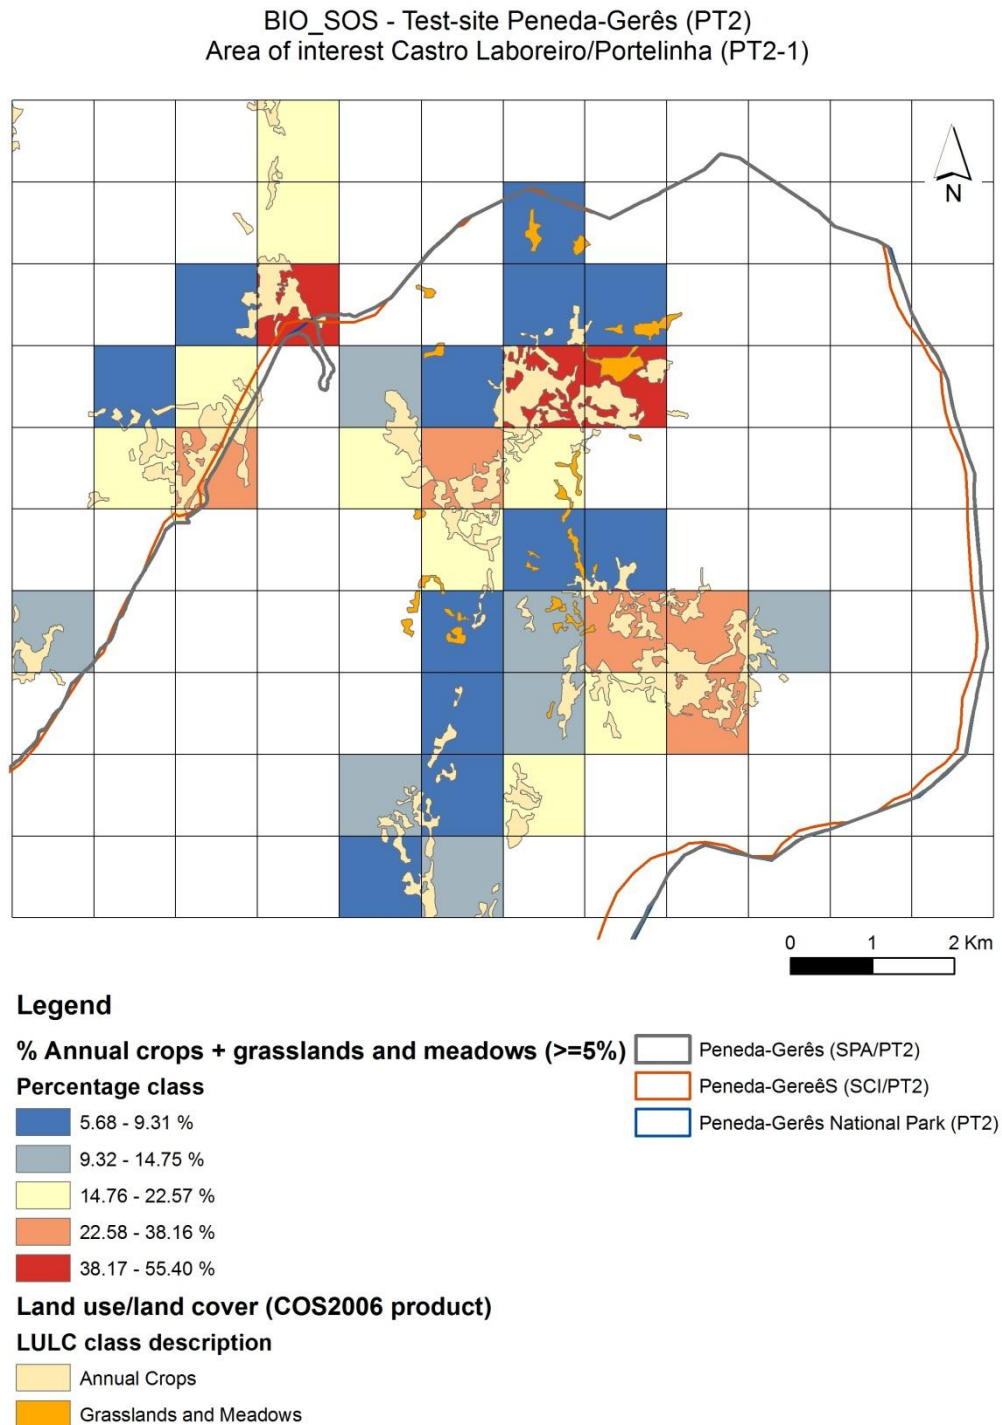 BIO_SOS - Test-site Peneda-Gerês (PT2)
Area of interest Castro Laboreiro/Portelinha (PT2-1)
N
0 1 2 Km
Legend
% Annual crops + grasslands and meadows (>=5%)
Percentage class
5.68 - 9.31 %
9.32 - 14.75 %
14.76 - 22.57 %
22.58 - 38.16 %
38.17 - 55.40 %
Land use/land cover (COS2006 product)
LULC class description
Annual Crops
Grasslands and Meadows
Peneda-Gerês (SPA/PT2)
Peneda-GereêS (SCI/PT2)
Peneda-Gerês National Park (PT2)